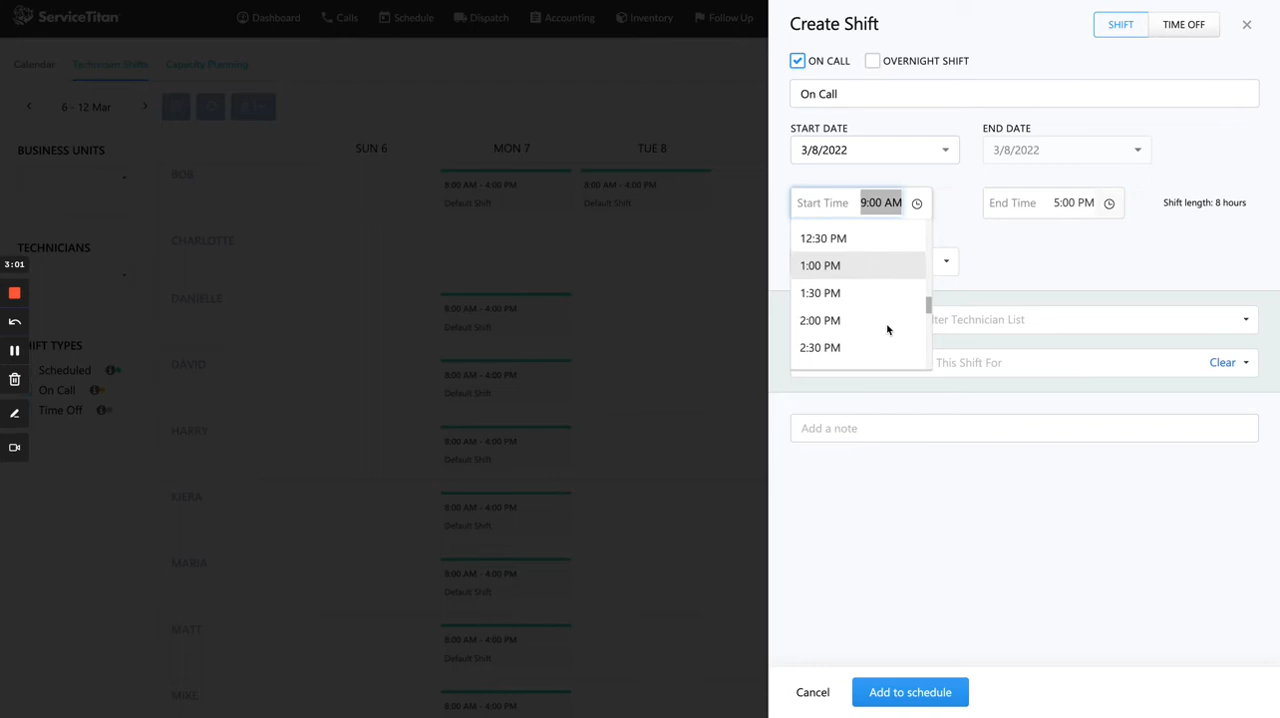 ServiceTitan
Dashboard Calls Schedule Dispatch Accounting Inventory Follow Up
Calendar Technician Shifts Capacity Planning
6 - 12 Mar
SUN 6 MON 7 TUE 8
BUSINESS UNITS
TECHNICIANS
3:01
SHIFT TYPES
Scheduled
On Call
Time Off
BOB
8:00 AM - 4:00 PM
Default Shift
8:00 AM - 4:00 PM
Default Shift
CHARLOTTE
DANIELLE
8:00 AM - 4:00 PM
Default Shift
DAVID
8:00 AM - 4:00 PM
Default Shift
HARRY
8:00 AM - 4:00 PM
Default Shift
KIERA
8:00 AM - 4:00 PM
Default Shift
MARIA
8:00 AM - 4:00 PM
Default Shift
MATT
8:00 AM - 4:00 PM
Default Shift
MIKE
8:00 AM - 4:00 PM
Create Shift
SHIFT TIME OFF
ON CALL OVERNIGHT SHIFT
On Call
START DATE END DATE
3/8/2022 3/8/2022
Start Time 9:00 AM End Time 5:00 PM Shift length: 8 hours
12:30 PM
1:00 PM
1:30 PM
2:00 PM
2:30 PM
Technician List
This Shift For Clear
Add a note
Cancel Add to schedule